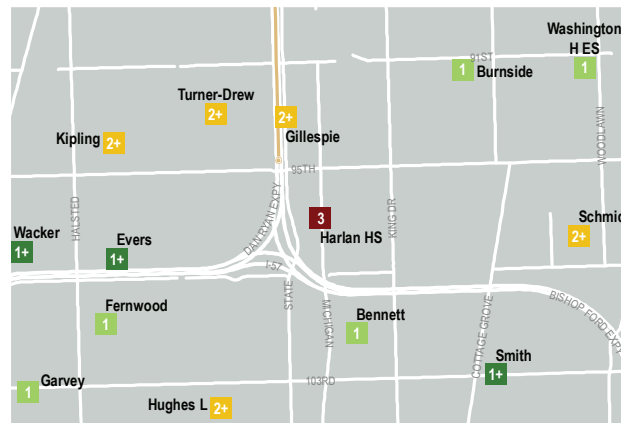 Washington
H ES
1
91ST
1
Burnside
Turner-Drew
2+
2+
Gillespie
Kipling
2+
WOODLAWN
95TH
HALSTED
DAN RYAN EXPY
KING DR
3
Harlan HS
Schmid
2+
Wacker
1+
Evers
1+
I-57
STATE
MICHIGAN
COTTAGE GROVE
BISHOP FORD EXPY
Fernwood
1
Bennett
1
Smith
1+
Garvey
1
103RD
Hughes L
2+